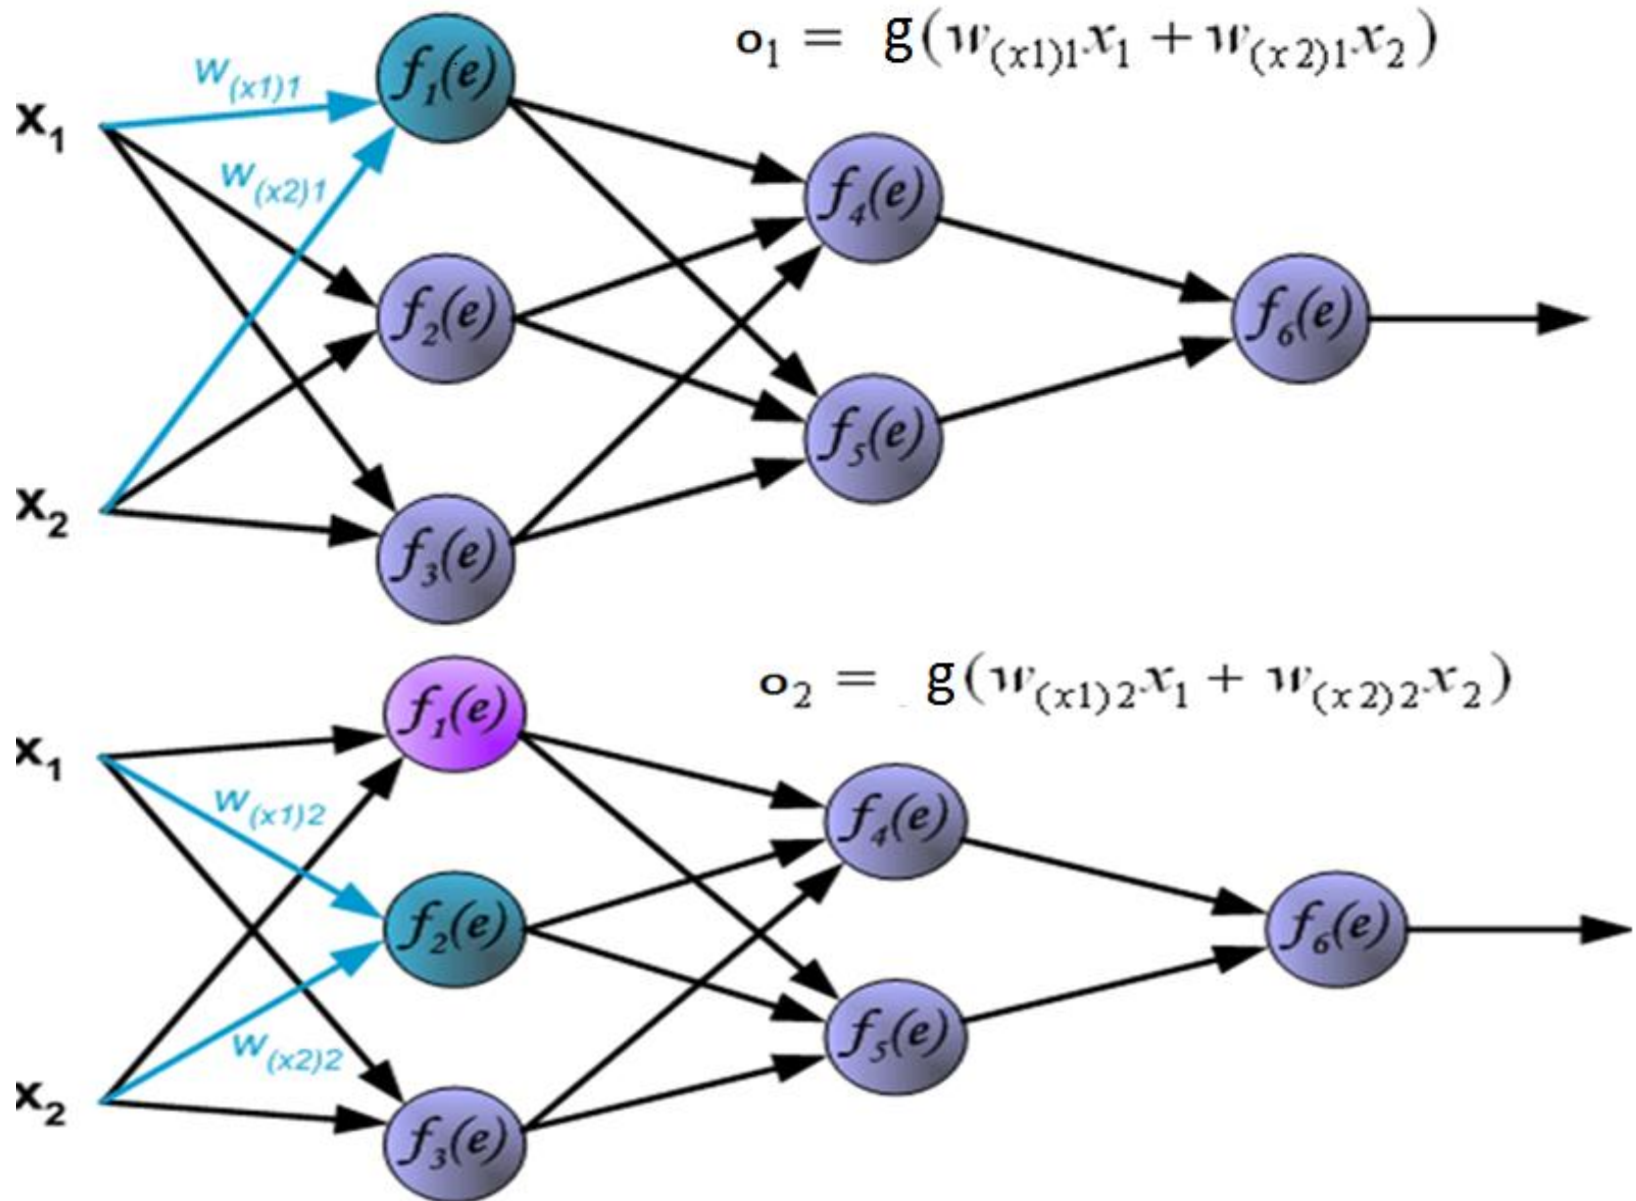 o₁ = g(w₍ₓ₁₎₁x₁ + w₍ₓ₂₎₁x₂)
f₁(e)
w₍ₓ₁₎₁
x₁
w₍ₓ₂₎₁
f₄(e)
f₂(e)
f₆(e)
f₅(e)
x₂
f₃(e)
o₂ = g(w₍ₓ₁₎₂x₁ + w₍ₓ₂₎₂x₂)
f₁(e)
x₁
w₍ₓ₁₎₂
f₄(e)
f₂(e)
f₆(e)
w₍ₓ₂₎₂
f₅(e)
x₂
f₃(e)